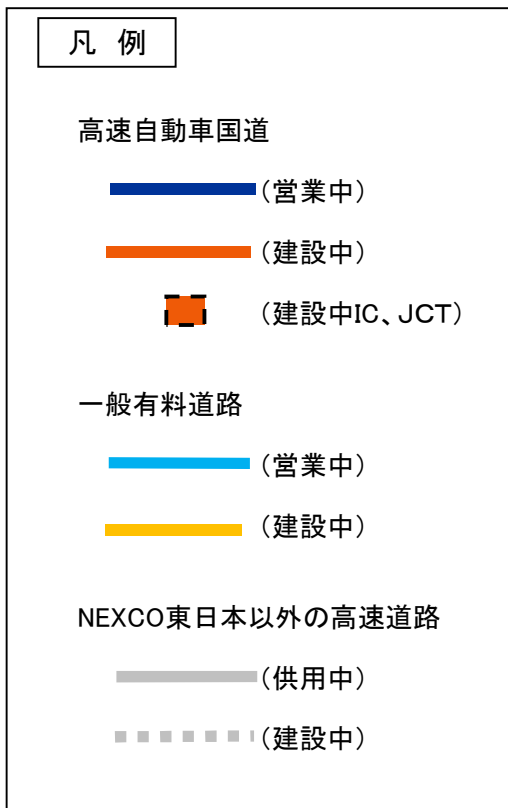 凡 例
高速自動車国道
（営業中）
（建設中）
（建設中IC、JCT）
一般有料道路
（営業中）
（建設中）
NEXCO東日本以外の高速道路
（供用中）
（建設中）